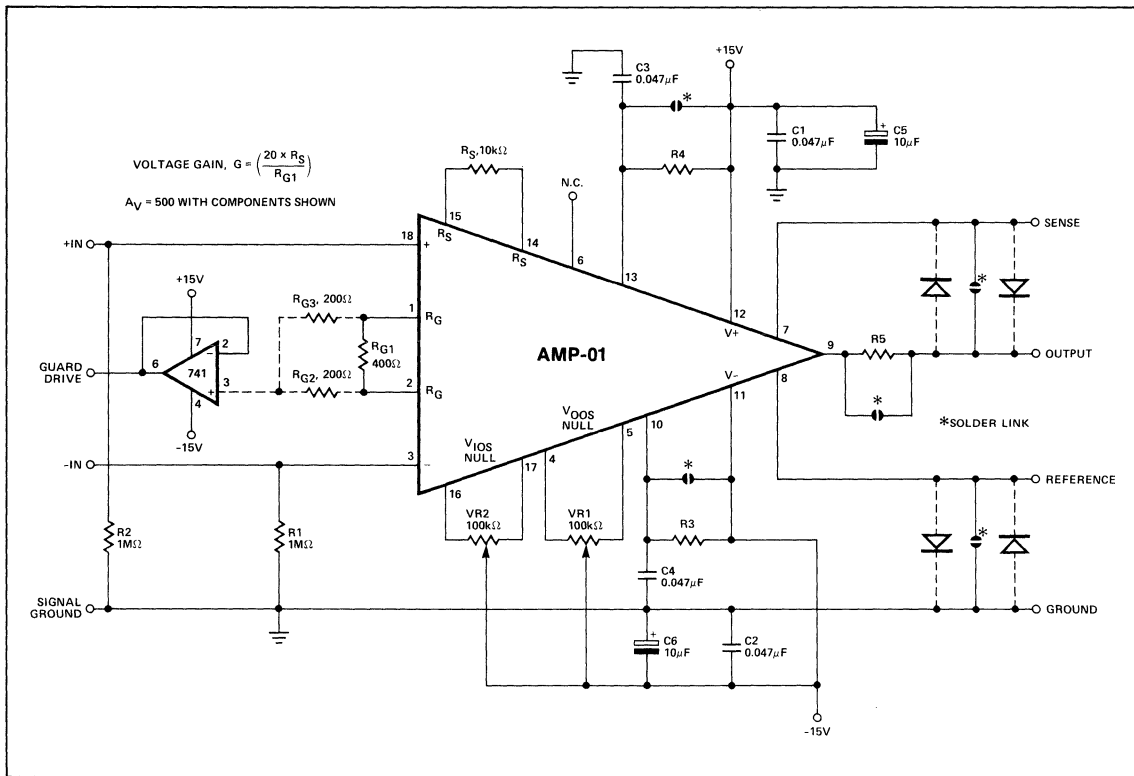 +15V
C3
0.047µF
*
C1
0.047µF
+
C5
10µF
R4
RS, 10kΩ
VOLTAGE GAIN, G = (20 × RS / RG1)
AV = 500 WITH COMPONENTS SHOWN
N.C.
15
RS
14
RS
6
13
12
V+
+IN
18
+
SENSE
7
*
+15V
RG3, 200Ω
1
RG
RG1
400Ω
7
2
−
GUARD
DRIVE
6
741
3
+
4
-15V
RG2, 200Ω
2
RG
AMP-01
9
R5
OUTPUT
*
8
V−
11
*SOLDER LINK
-IN
3
−
VIOS
NULL
VOOS
NULL
10
5
4
17
16
*
REFERENCE
VR2
100kΩ
VR1
100kΩ
R3
*
R2
1MΩ
R1
1MΩ
C4
0.047µF
SIGNAL
GROUND
GROUND
+
C6
10µF
C2
0.047µF
-15V